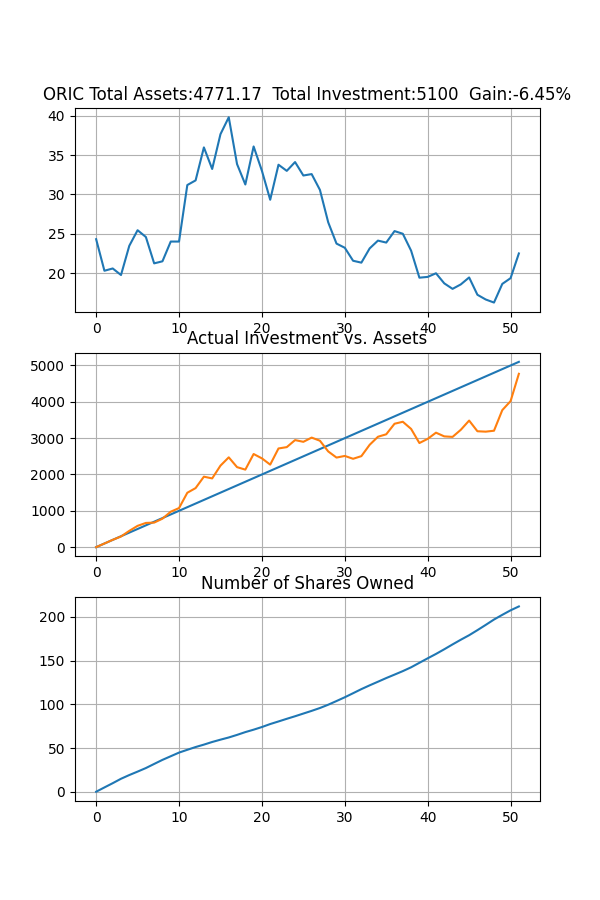 ORIC Total Assets:4771.17  Total Investment:5100  Gain:-6.45%
40
35
30
25
20
0 10 20 30 40 50
Actual Investment vs. Assets
5000
4000
3000
2000
1000
0
0 10 20 30 40 50
Number of Shares Owned
200
150
100
50
0
0 10 20 30 40 50